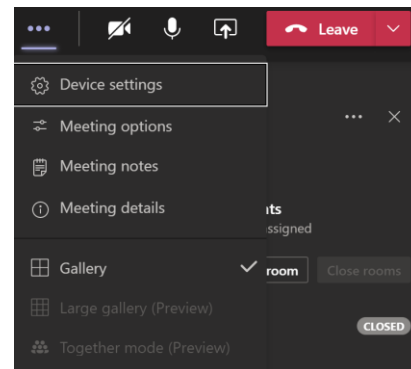 Leave
Device settings
Meeting options
Meeting notes
Meeting details
Gallery
room
Close rooms
Large gallery (Preview)
CLOSED
Together mode (Preview)